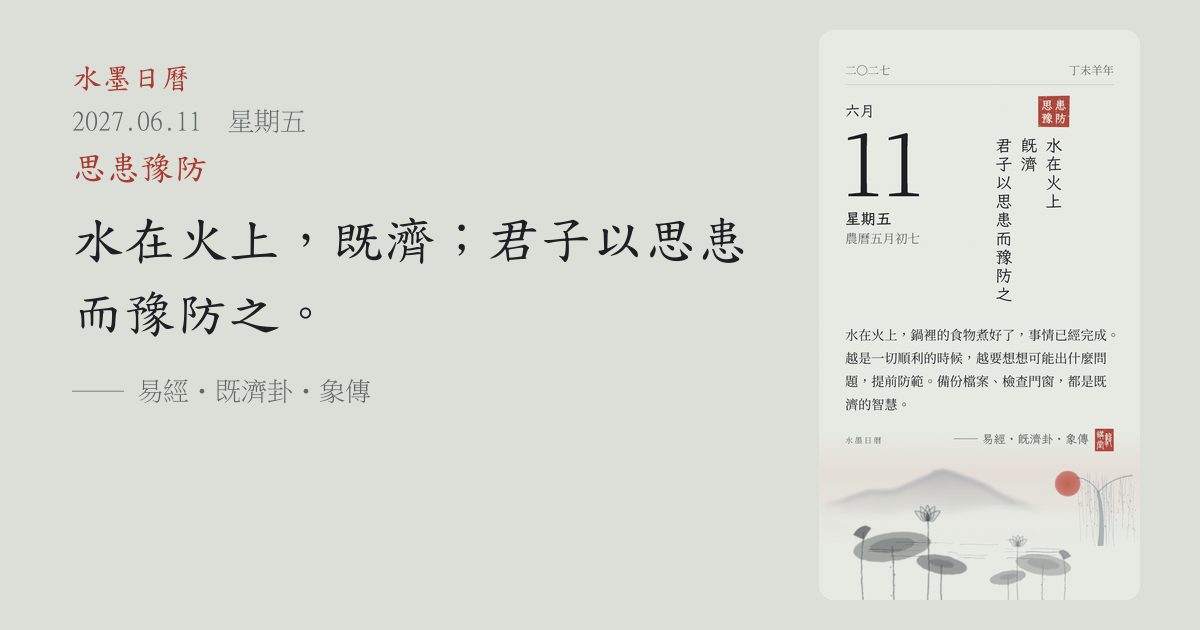 水墨日曆
2027.06.11 星期五
思患豫防
水在火上，既濟；君子以思患
而豫防之。
—— 易經・既濟卦・象傳
二〇二七
丁未羊年
六月
11
星期五
農曆五月初七
思患
豫防
水在火上
既濟
君子以思患而豫防之
水在火上，鍋裡的食物煮好了，事情已經完成。
越是一切順利的時候，越要想想可能出什麼問
題，提前防範。備份檔案、檢查門窗，都是既
濟的智慧。
水墨日曆
—— 易經・既濟卦・象傳